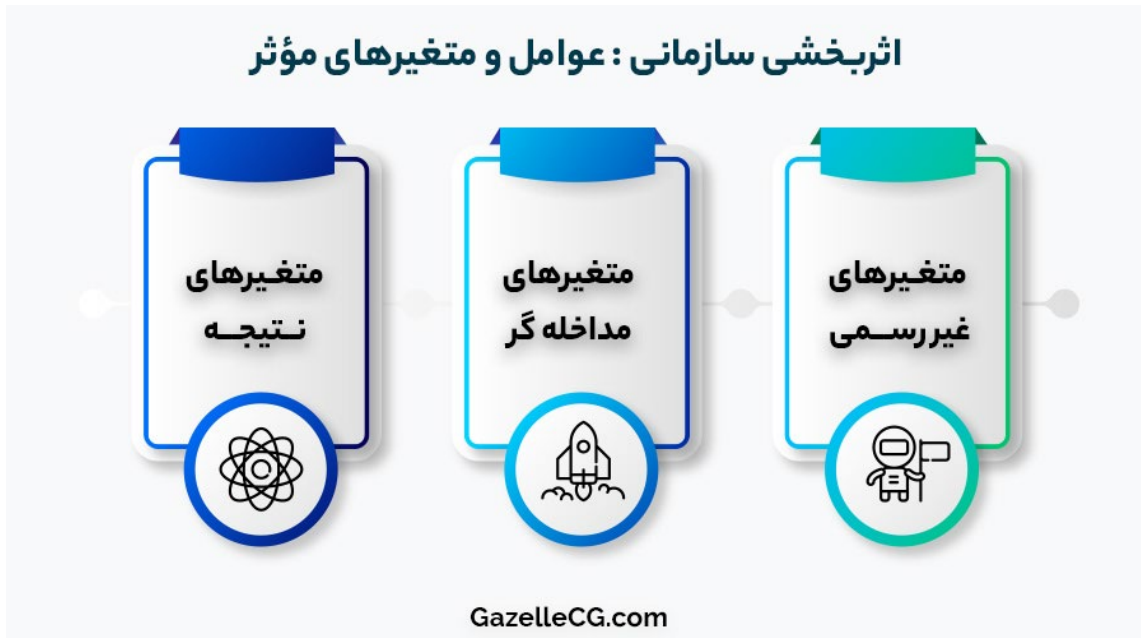 اثربخشی سازمانی : عوامل و متغیرهای مؤثر
متغیرهای
غیررسمی
متغیرهای
مداخله گر
متغیرهای
نتیجه
GazelleCG.com